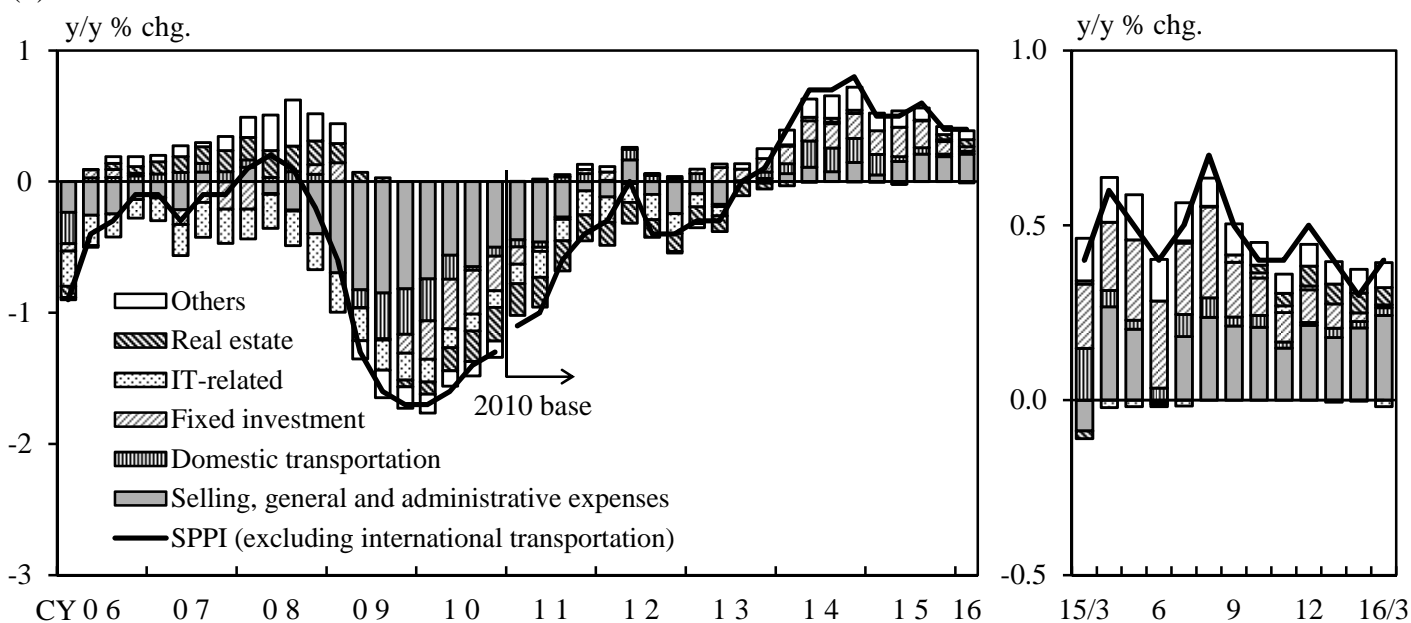 y/y % chg.
1
0
-1
-2
-3
Others
Real estate
IT-related
Fixed investment
Domestic transportation
Selling, general and administrative expenses
SPPI (excluding international transportation)
2010 base
CY 0 6 0 7 0 8 0 9 1 0 1 1 1 2 1 3 1 4 1 5 16
y/y % chg.
1.0
0.5
0.0
-0.5
15/3 6 9 12 16/3